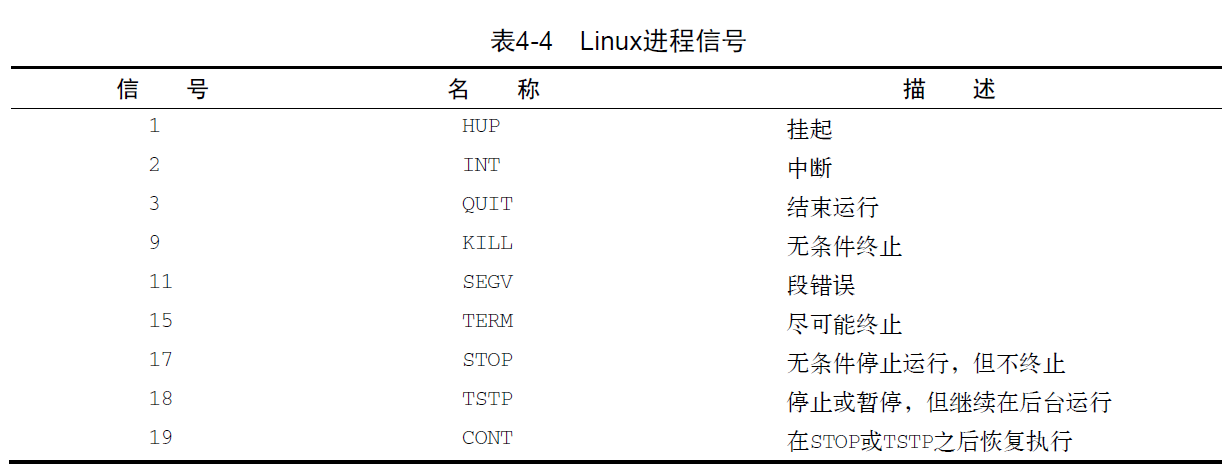 表4-4 Linux进程信号
信 号 名 称 描 述
1 HUP 挂起
2 INT 中断
3 QUIT 结束运行
9 KILL 无条件终止
11 SEGV 段错误
15 TERM 尽可能终止
17 STOP 无条件停止运行，但不终止
18 TSTP 停止或暂停，但继续在后台运行
19 CONT 在STOP或TSTP之后恢复执行